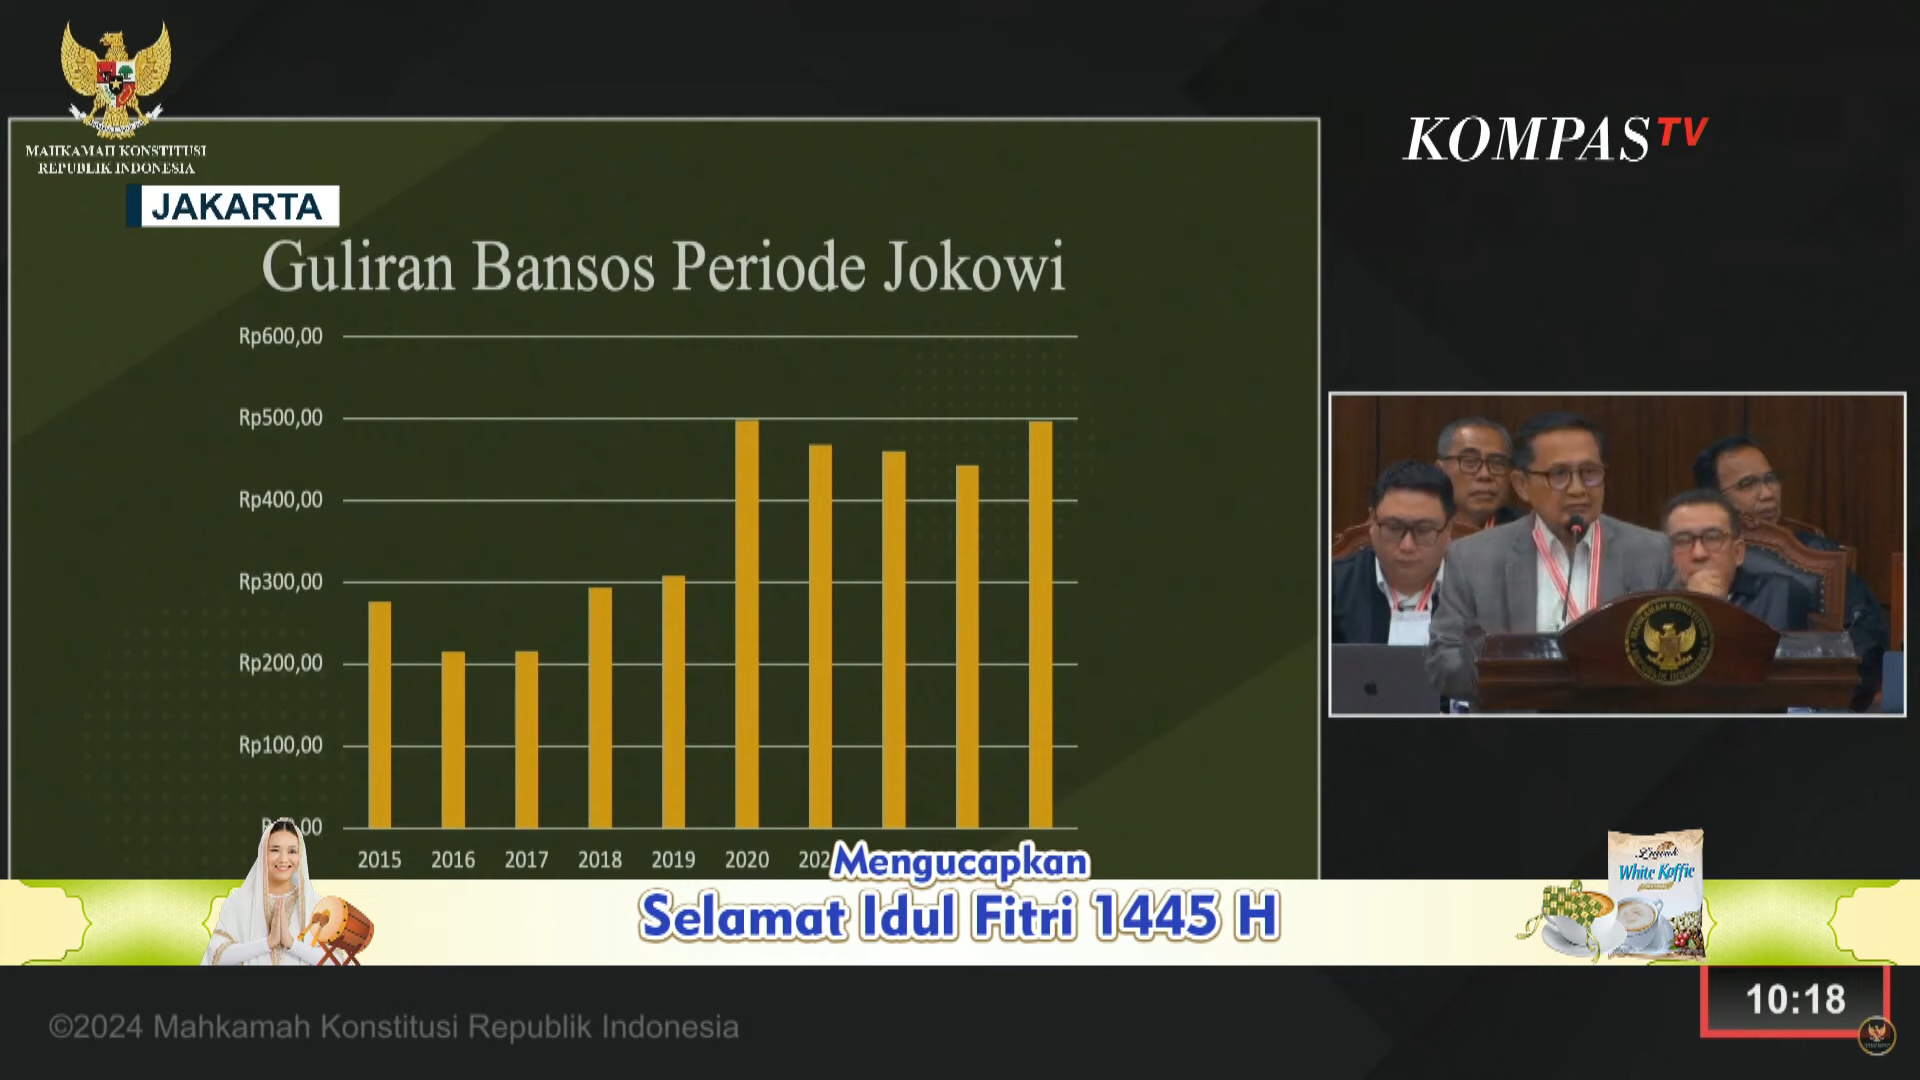 MAHKAMAH KONSTITUSI
REPUBLIK INDONESIA
JAKARTA
KOMPAS TV
Guliran Bansos Periode Jokowi
Rp600,00
Rp500,00
Rp400,00
Rp300,00
Rp200,00
Rp100,00
2015 2016 2017 2018 2019 2020
Mengucapkan
Selamat Idul Fitri 1445 H
White Koffie
10:18
©2024 Mahkamah Konstitusi Republik Indonesia